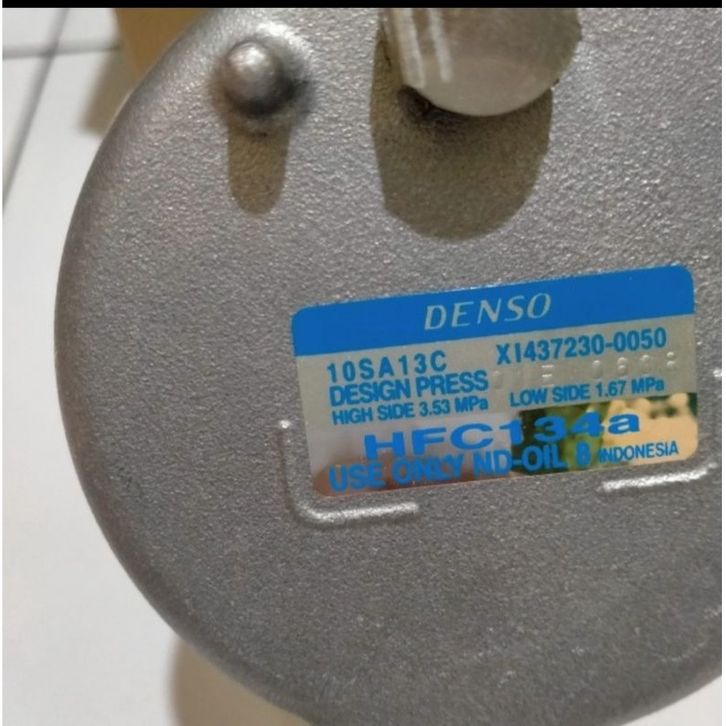 DENSO
10SA13C XI437230-0050
DESIGN PRESS
HIGH SIDE 3.53 MPa LOW SIDE 1.67 MPa
HFC134a
USE ONLY ND-OIL 8 INDONESIA